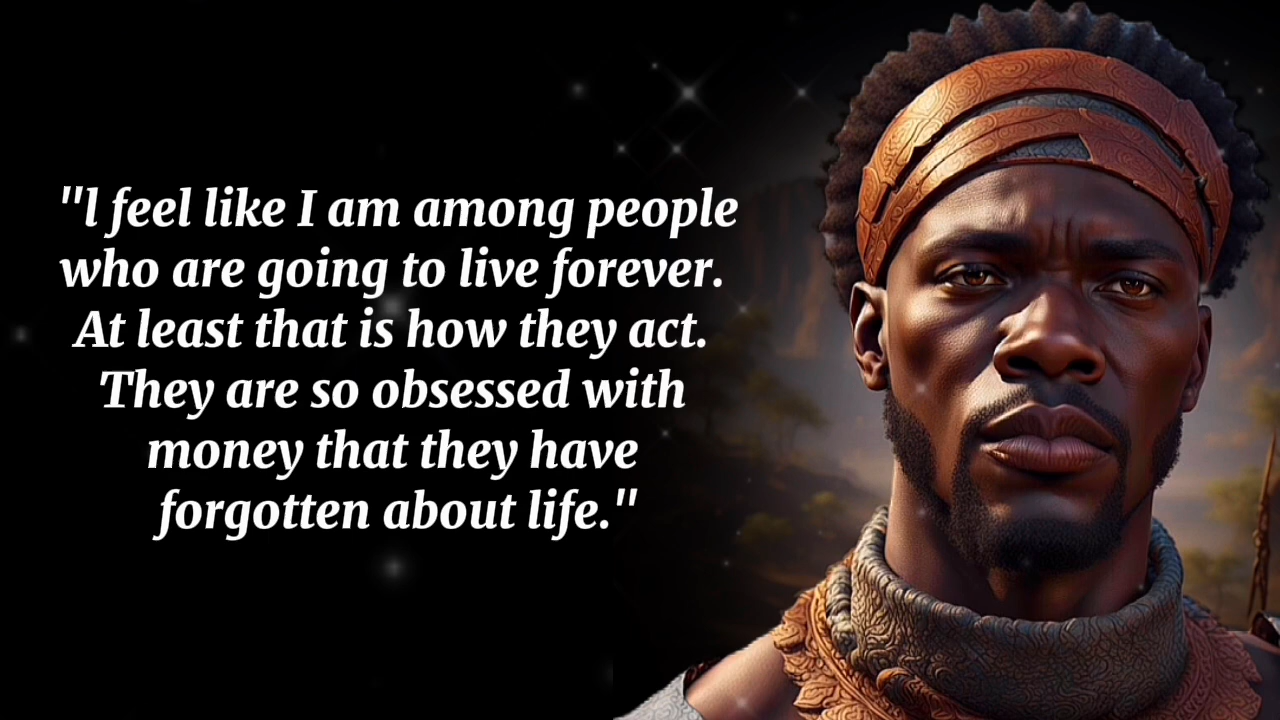 "l feel like I am among people
who are going to live forever.
At least that is how they act.
They are so obsessed with
money that they have
forgotten about life."